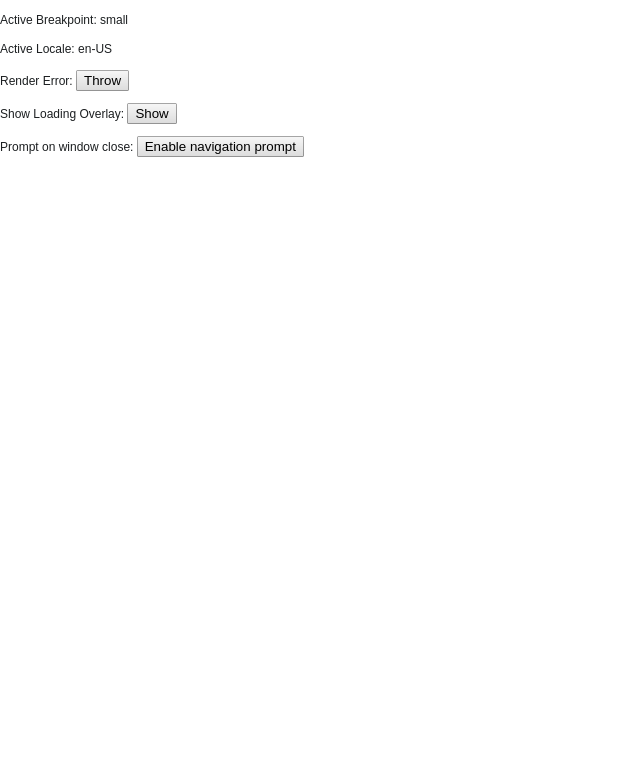 Active Breakpoint: small
Active Locale: en-US
Render Error: Throw
Show Loading Overlay: Show
Prompt on window close: Enable navigation prompt